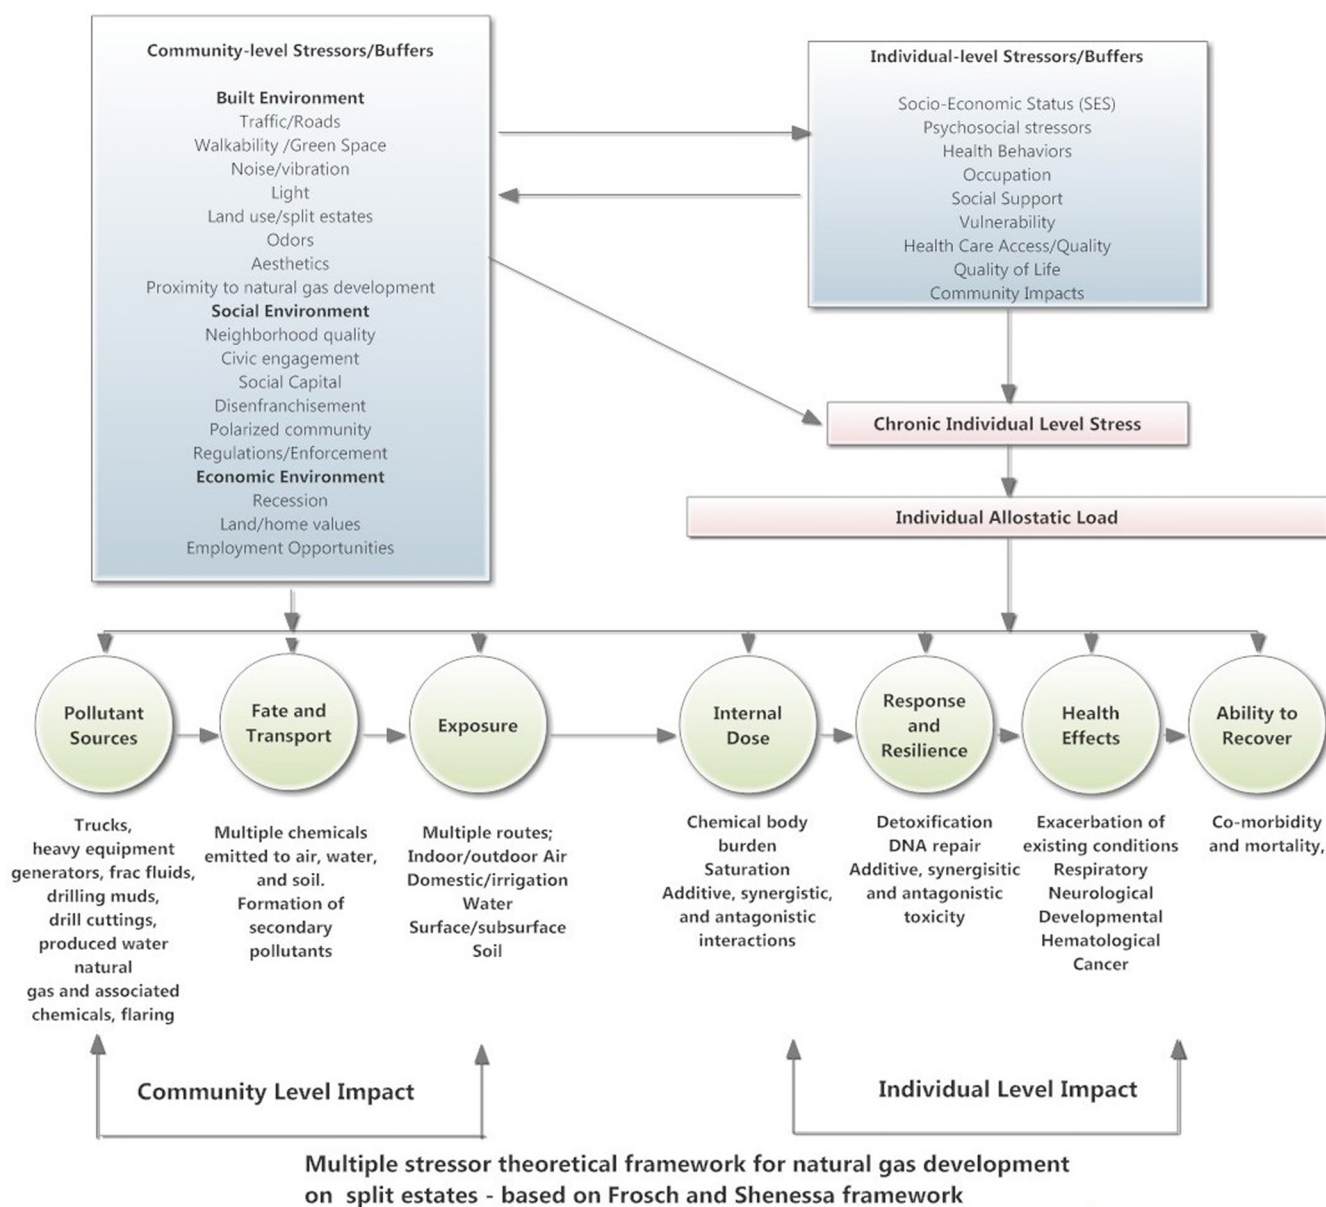 Community-level Stressors/Buffers
Built Environment
Traffic/Roads
Walkability /Green Space
Noise/vibration
Light
Land use/split estates
Odors
Aesthetics
Proximity to natural gas development
Social Environment
Neighborhood quality
Civic engagement
Social Capital
Disenfranchisement
Polarized community
Regulations/Enforcement
Economic Environment
Recession
Land/home values
Employment Opportunities
Individual-level Stressors/Buffers
Socio-Economic Status (SES)
Psychosocial stressors
Health Behaviors
Occupation
Social Support
Vulnerability
Health Care Access/Quality
Quality of Life
Community Impacts
Chronic Individual Level Stress
Individual Allostatic Load
Pollutant
Sources
Fate and
Transport
Exposure
Internal
Dose
Response
and
Resilience
Health
Effects
Ability to
Recover
Trucks,
heavy equipment
generators, frac fluids,
drilling muds,
drill cuttings,
produced water
natural
gas and associated
chemicals, flaring
Multiple chemicals
emitted to air, water,
and soil.
Formation of
secondary
pollutants
Multiple routes;
Indoor/outdoor Air
Domestic/irrigation
Water
Surface/subsurface
Soil
Chemical body
burden
Saturation
Additive, synergistic,
and antagonistic
interactions
Detoxification
DNA repair
Additive, synergisitic
and antagonistic
toxicity
Exacerbation of
existing conditions
Respiratory
Neurological
Developmental
Hematological
Cancer
Co-morbidity
and mortality,
Community Level Impact
Individual Level Impact
Multiple stressor theoretical framework for natural gas development
on split estates - based on Frosch and Shenessa framework